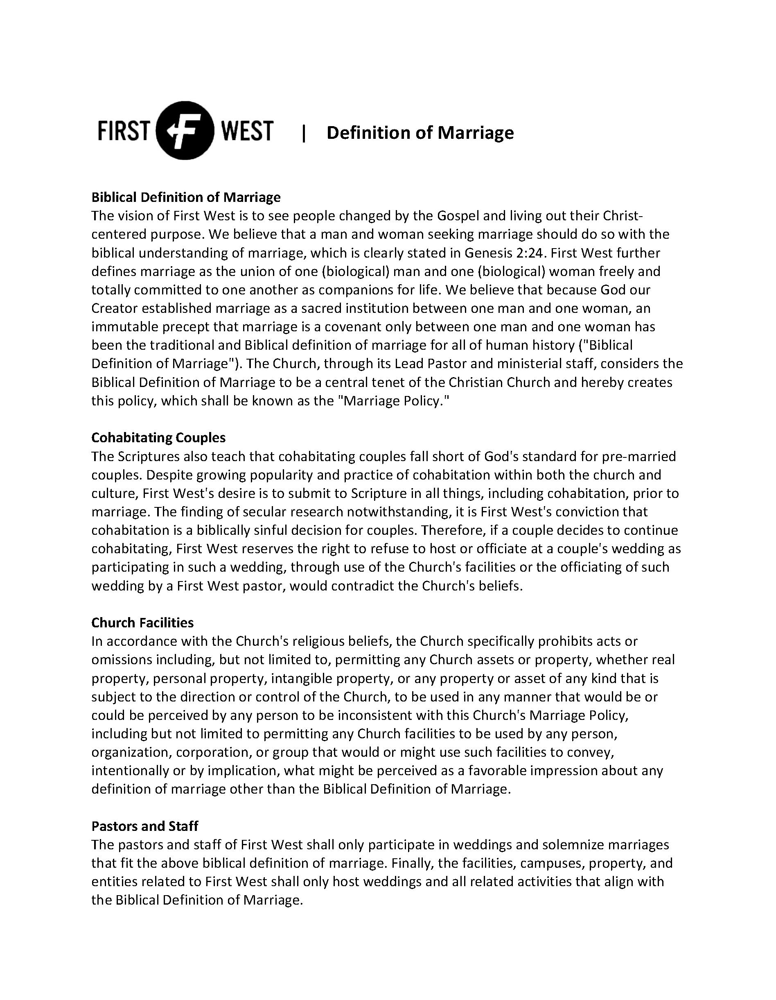 FIRST F WEST | Definition of Marriage
Biblical Definition of Marriage
The vision of First West is to see people changed by the Gospel and living out their Christ-
centered purpose. We believe that a man and woman seeking marriage should do so with the
biblical understanding of marriage, which is clearly stated in Genesis 2:24. First West further
defines marriage as the union of one (biological) man and one (biological) woman freely and
totally committed to one another as companions for life. We believe that because God our
Creator established marriage as a sacred institution between one man and one woman, an
immutable precept that marriage is a covenant only between one man and one woman has
been the traditional and Biblical definition of marriage for all of human history ("Biblical
Definition of Marriage"). The Church, through its Lead Pastor and ministerial staff, considers the
Biblical Definition of Marriage to be a central tenet of the Christian Church and hereby creates
this policy, which shall be known as the "Marriage Policy."
Cohabitating Couples
The Scriptures also teach that cohabitating couples fall short of God's standard for pre-married
couples. Despite growing popularity and practice of cohabitation within both the church and
culture, First West's desire is to submit to Scripture in all things, including cohabitation, prior to
marriage. The finding of secular research notwithstanding, it is First West's conviction that
cohabitation is a biblically sinful decision for couples. Therefore, if a couple decides to continue
cohabitating, First West reserves the right to refuse to host or officiate at a couple's wedding as
participating in such a wedding, through use of the Church's facilities or the officiating of such
wedding by a First West pastor, would contradict the Church's beliefs.
Church Facilities
In accordance with the Church's religious beliefs, the Church specifically prohibits acts or
omissions including, but not limited to, permitting any Church assets or property, whether real
property, personal property, intangible property, or any property or asset of any kind that is
subject to the direction or control of the Church, to be used in any manner that would be or
could be perceived by any person to be inconsistent with this Church's Marriage Policy,
including but not limited to permitting any Church facilities to be used by any person,
organization, corporation, or group that would or might use such facilities to convey,
intentionally or by implication, what might be perceived as a favorable impression about any
definition of marriage other than the Biblical Definition of Marriage.
Pastors and Staff
The pastors and staff of First West shall only participate in weddings and solemnize marriages
that fit the above biblical definition of marriage. Finally, the facilities, campuses, property, and
entities related to First West shall only host weddings and all related activities that align with
the Biblical Definition of Marriage.